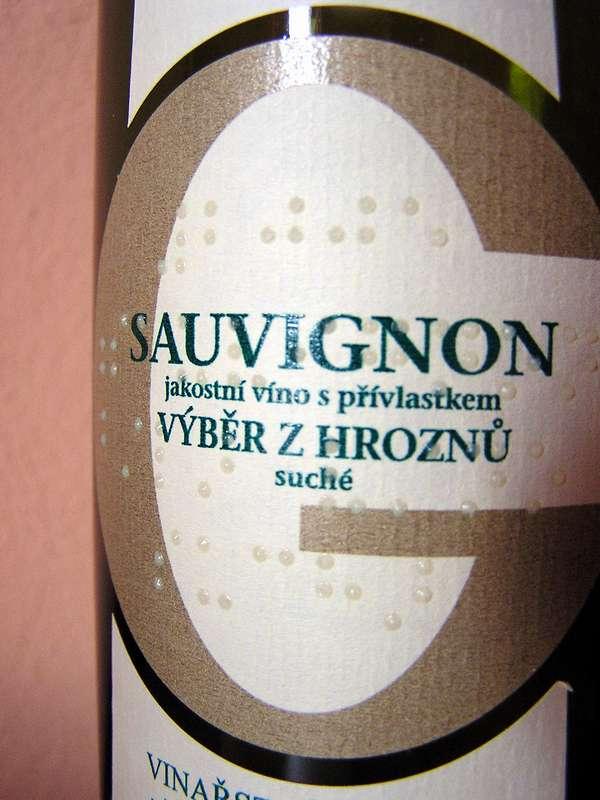 SAUVIGNON
jakostní víno s přívlastkem
VÝBĚR Z HROZNŮ
suché